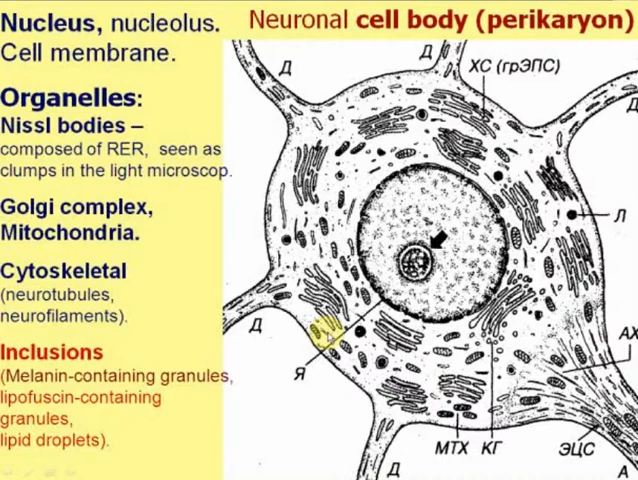 Nucleus, nucleolus.
Cell membrane.
Organelles:
Nissl bodies –
composed of RER, seen as
clumps in the light microscop.
Golgi complex,
Mitochondria.
Cytoskeletal
(neurotubules,
neurofilaments).
Inclusions
(Melanin-containing granules,
lipofuscin-containing
granules,
lipid droplets).
Neuronal cell body (perikaryon)
Д
Д
ХС (грЭПС)
Д
Л
Д
АХ
Я
МТХ
КГ
ЭЦС
Д
А